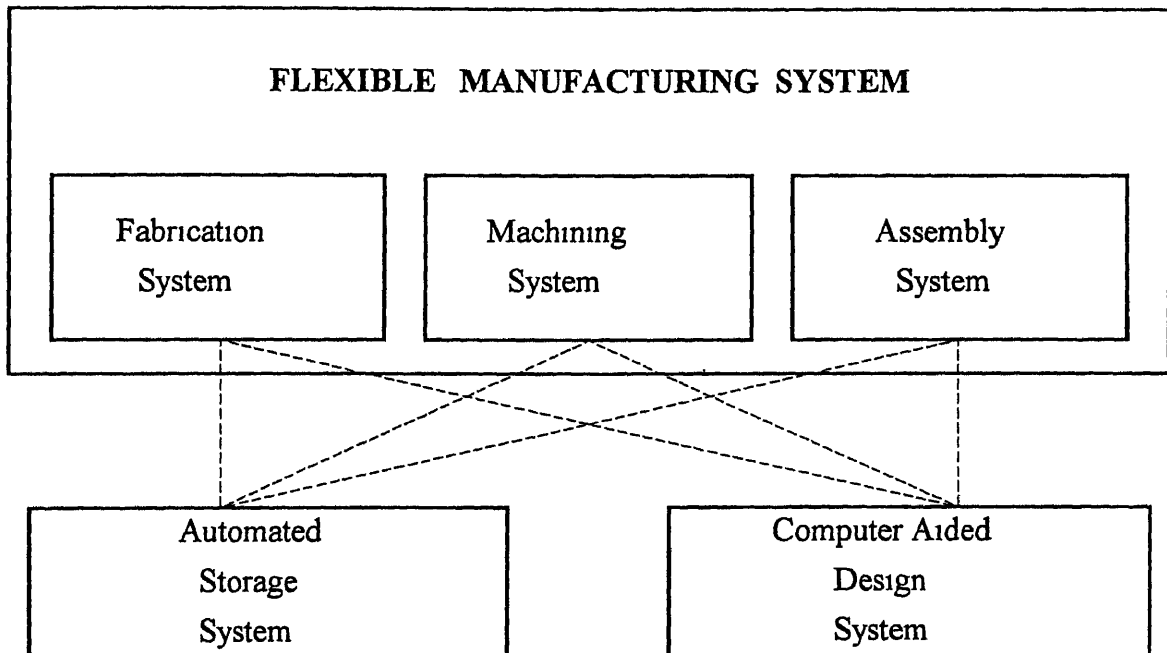 FLEXIBLE MANUFACTURING SYSTEM
Fabrication
System
Machining
System
Assembly
System
Automated
Storage
System
Computer Aided
Design
System